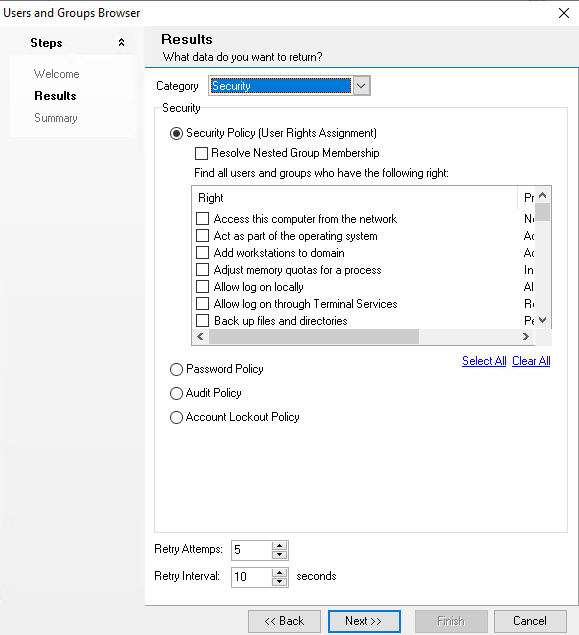 Users and Groups Browser
Steps
Welcome
Results
Summary
Results
What data do you want to return?
Category Security
Security
Security Policy (User Rights Assignment)
Resolve Nested Group Membership
Find all users and groups who have the following right:
Right Pr
Access this computer from the network Ne
Act as part of the operating system Ac
Add workstations to domain Ac
Adjust memory quotas for a process In
Allow log on locally Al
Allow log on through Terminal Services Re
Back up files and directories Pe
Select All Clear All
Password Policy
Audit Policy
Account Lockout Policy
Retry Attemps: 5
Retry Interval: 10 seconds
<< Back Next >> Finish Cancel